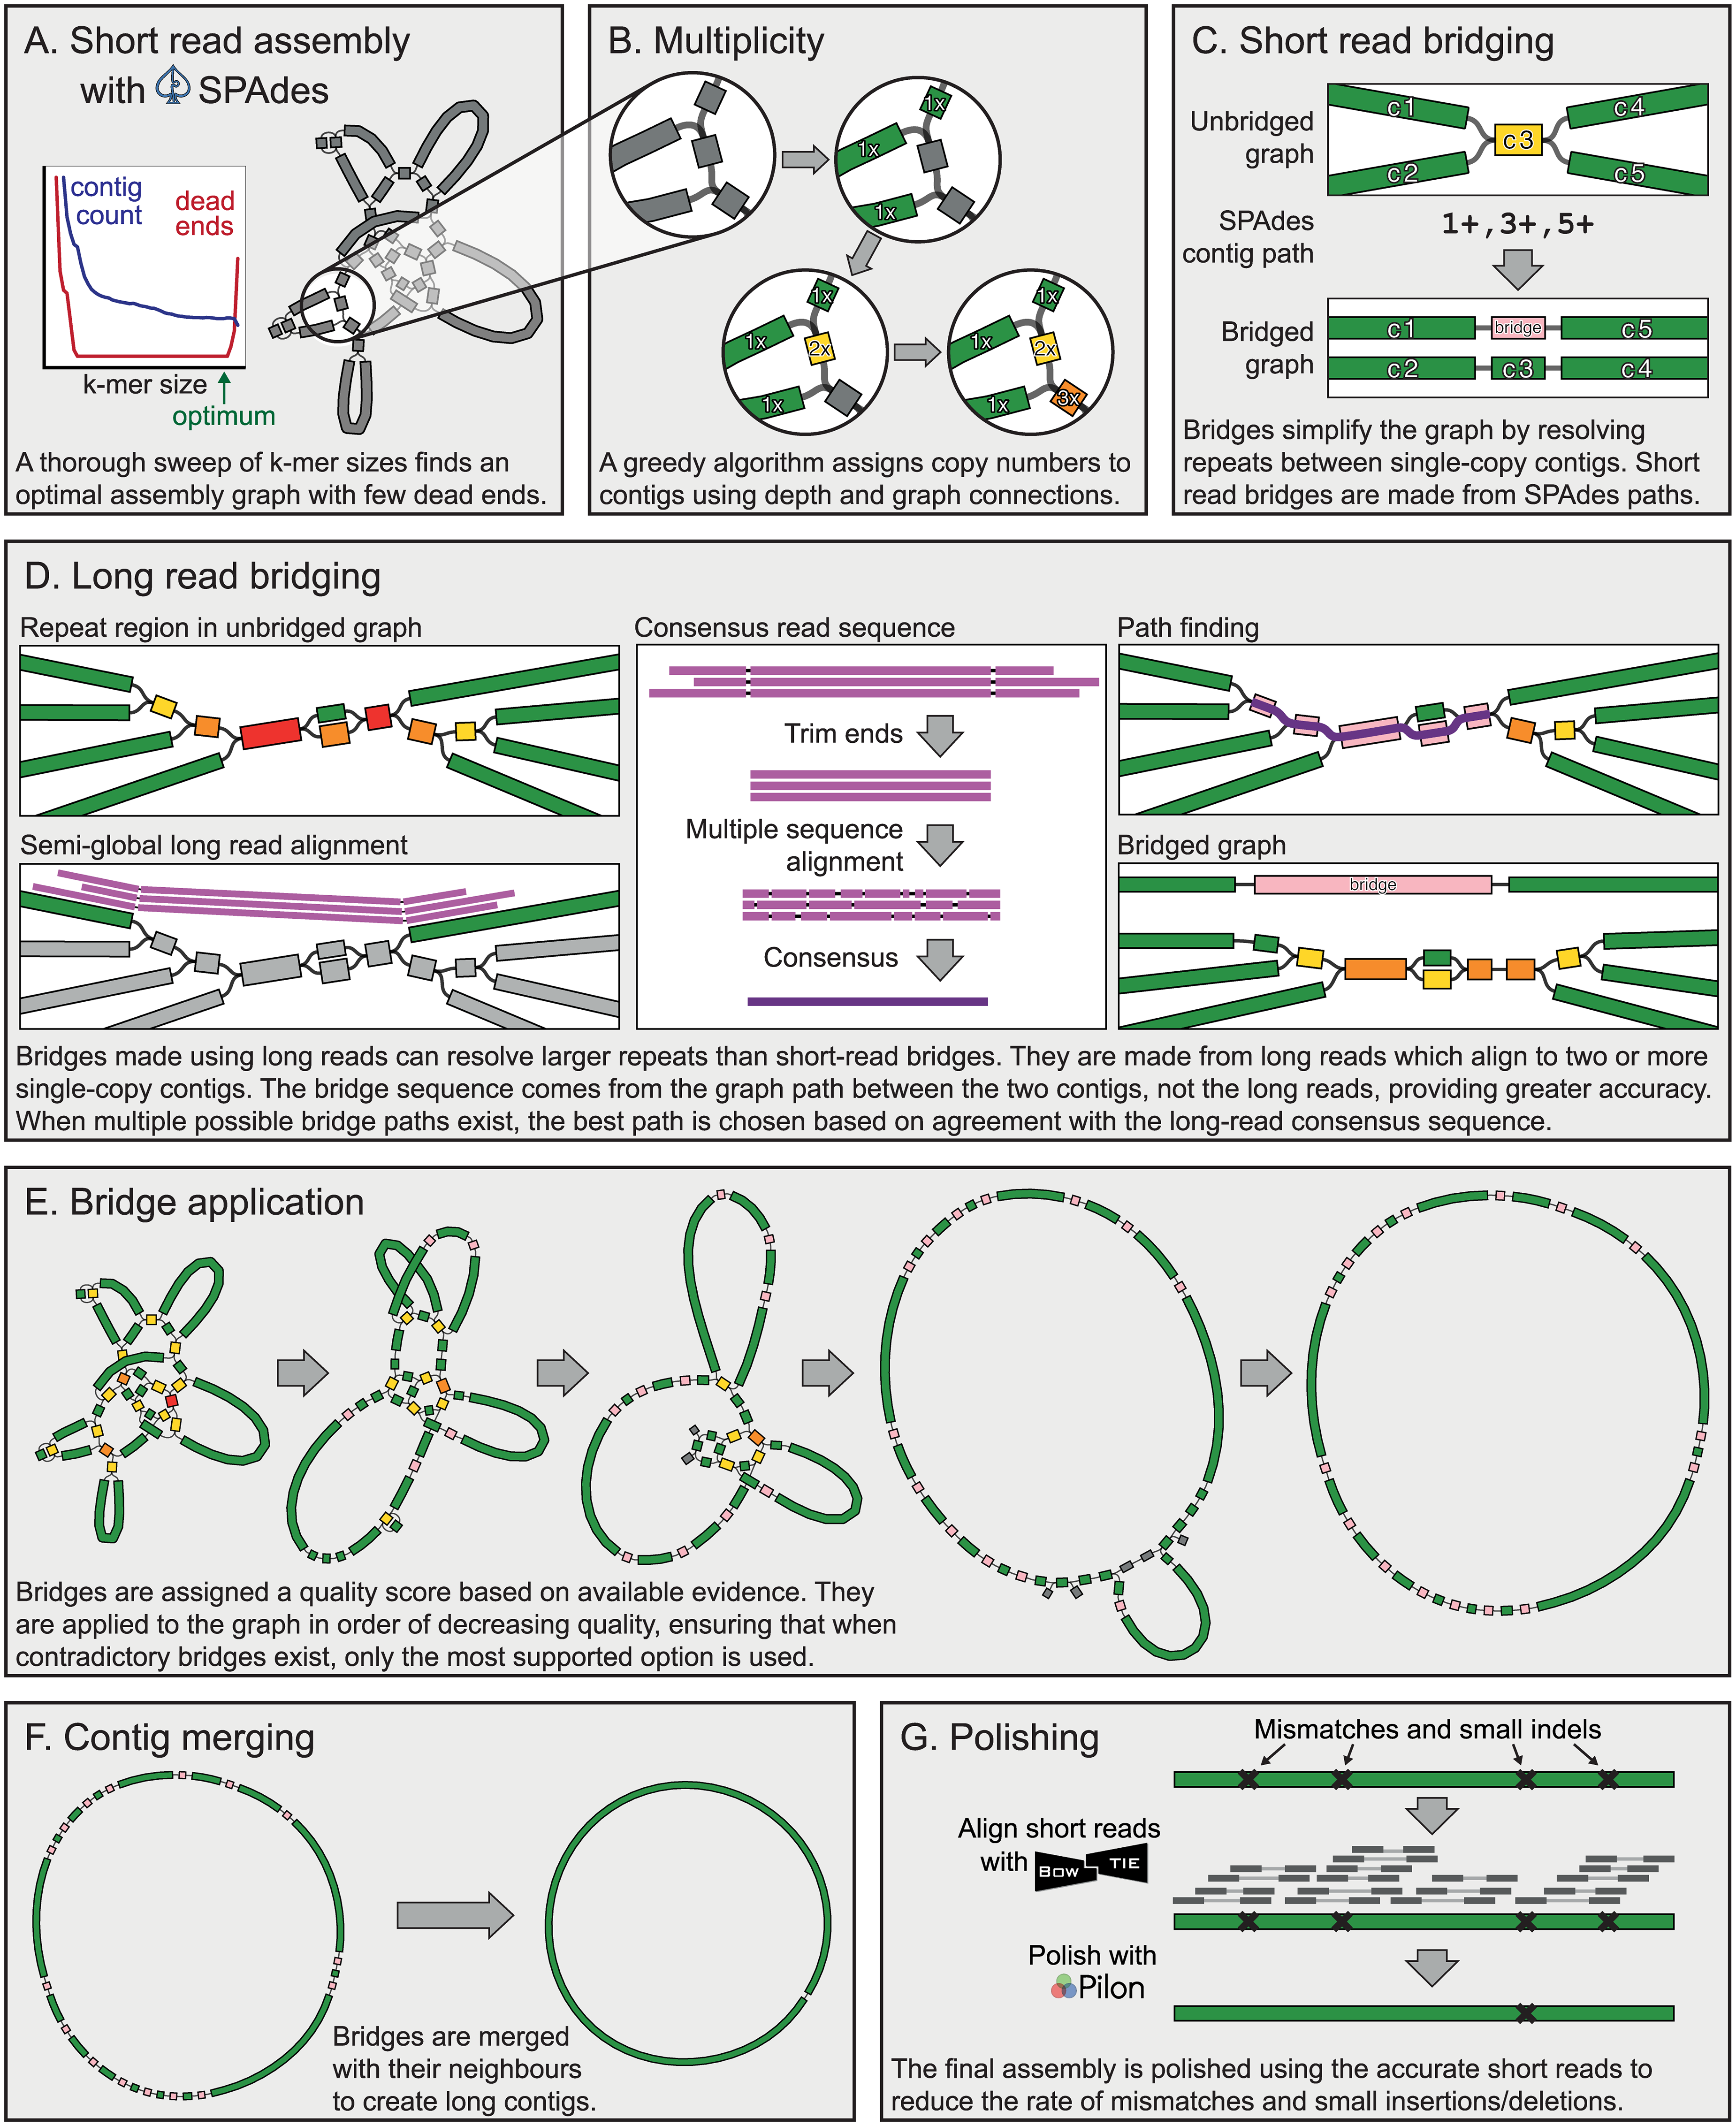 A. Short read assembly
with SPAdes
contig
count
dead
ends
k-mer size
optimum
A thorough sweep of k-mer sizes finds an
optimal assembly graph with few dead ends.
B. Multiplicity
1x
1x
1x
1x
1x
2x
1x
1x
1x
2x
1x
3x
A greedy algorithm assigns copy numbers to
contigs using depth and graph connections.
C. Short read bridging
Unbridged
graph
c1
c4
c3
c2
c5
SPAdes
contig path
1+,3+,5+
Bridged
graph
c1
bridge
c5
c2
c3
c4
Bridges simplify the graph by resolving
repeats between single-copy contigs. Short
read bridges are made from SPAdes paths.
D. Long read bridging
Repeat region in unbridged graph
Semi-global long read alignment
Consensus read sequence
Trim ends
Multiple sequence
alignment
Consensus
Path finding
Bridged graph
bridge
Bridges made using long reads can resolve larger repeats than short-read bridges. They are made from long reads which align to two or more
single-copy contigs. The bridge sequence comes from the graph path between the two contigs, not the long reads, providing greater accuracy.
When multiple possible bridge paths exist, the best path is chosen based on agreement with the long-read consensus sequence.
E. Bridge application
Bridges are assigned a quality score based on available evidence. They
are applied to the graph in order of decreasing quality, ensuring that when
contradictory bridges exist, only the most supported option is used.
F. Contig merging
Bridges are merged
with their neighbours
to create long contigs.
G. Polishing
Mismatches and small indels
Align short reads
with BOW TIE
Polish with
Pilon
The final assembly is polished using the accurate short reads to
reduce the rate of mismatches and small insertions/deletions.